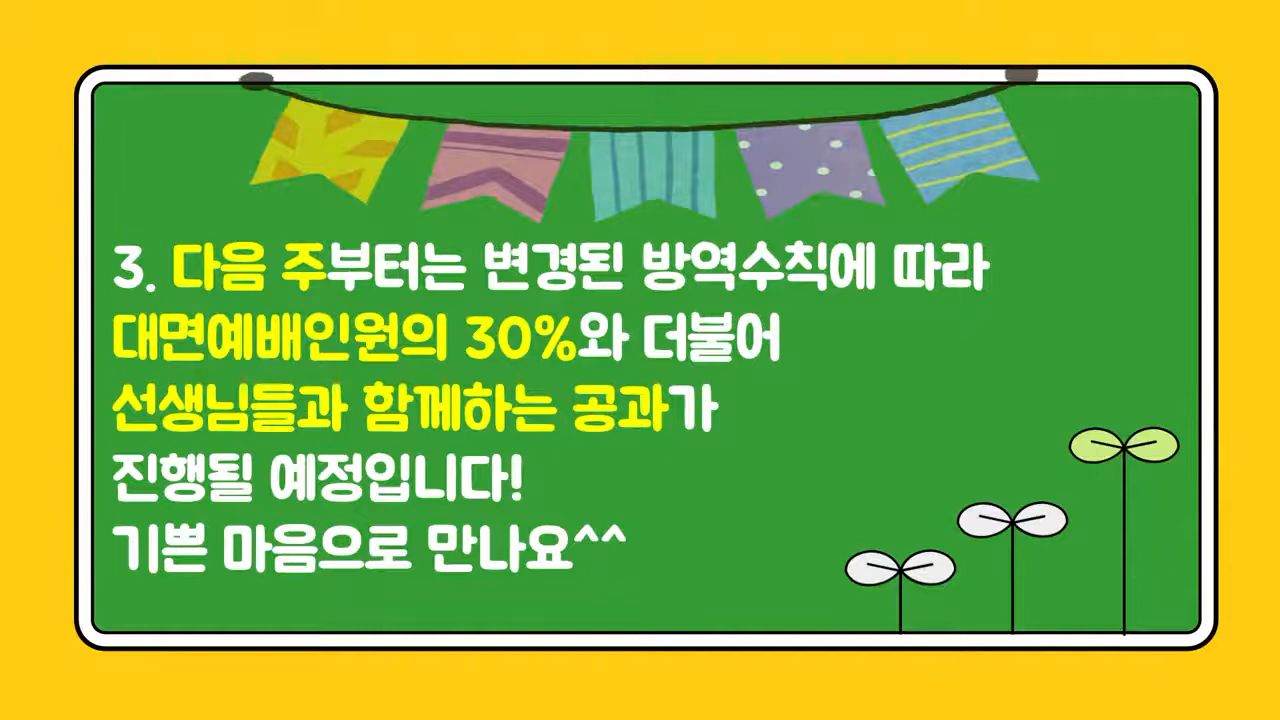 3. 다음 주부터는 변경된 방역수칙에 따라
대면예배인원의 30%와 더불어
선생님들과 함께하는 공과가
진행될 예정입니다!
기쁜 마음으로 만나요^^